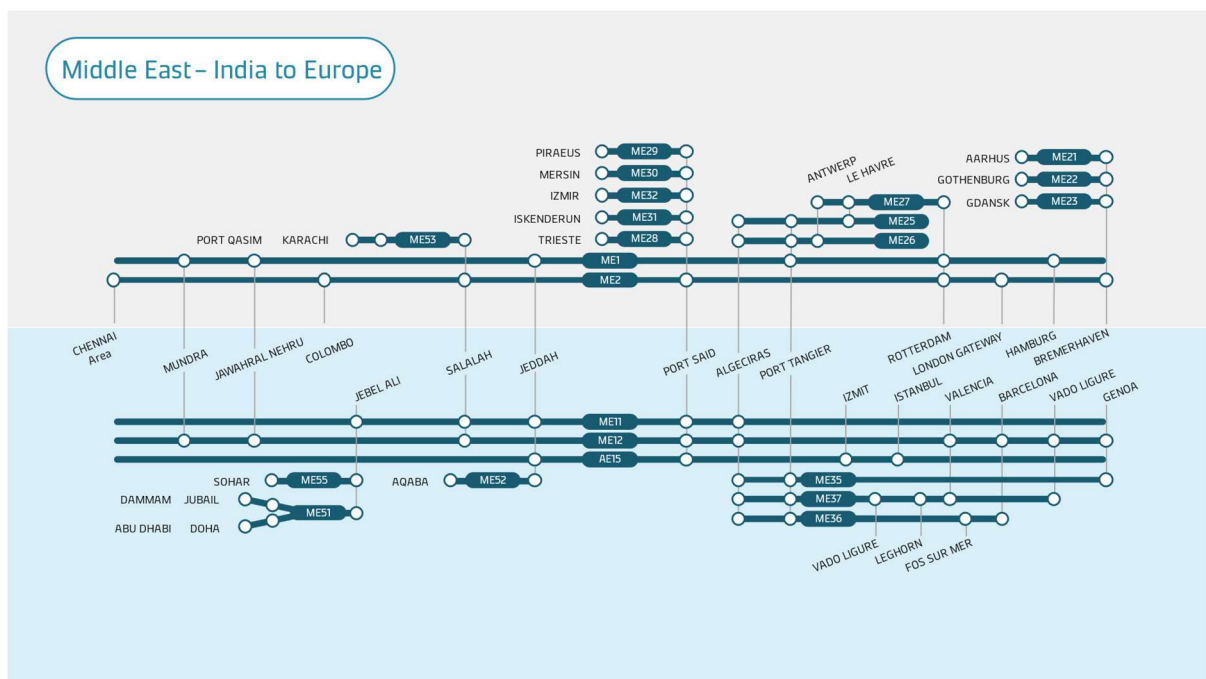 Middle East – India to Europe
PIRAEUS ME29
MERSIN ME30
IZMIR ME32
ISKENDERUN ME31
TRIESTE ME28
ANTWERP
LE HAVRE
ME27
ME25
ME26
AARHUS ME21
GOTHENBURG ME22
GDANSK ME23
PORT QASIM KARACHI ME53
ME1
ME2
CHENNAI
Area
MUNDRA
JAWAHRAL NEHRU
COLOMBO
JEBEL ALI
SALALAH
JEDDAH
PORT SAID
ALGECIRAS
PORT TANGIER
ROTTERDAM
LONDON GATEWAY
HAMBURG
BREMERHAVEN
IZMIT
ISTANBUL
VALENCIA
BARCELONA
VADO LIGURE
GENOA
ME11
ME12
AE15
SOHAR ME55
AQABA ME52
DAMMAM JUBAIL
ME51
ABU DHABI DOHA
ME35
ME37
ME36
VADO LIGURE
LEGHORN
FOS SUR MER